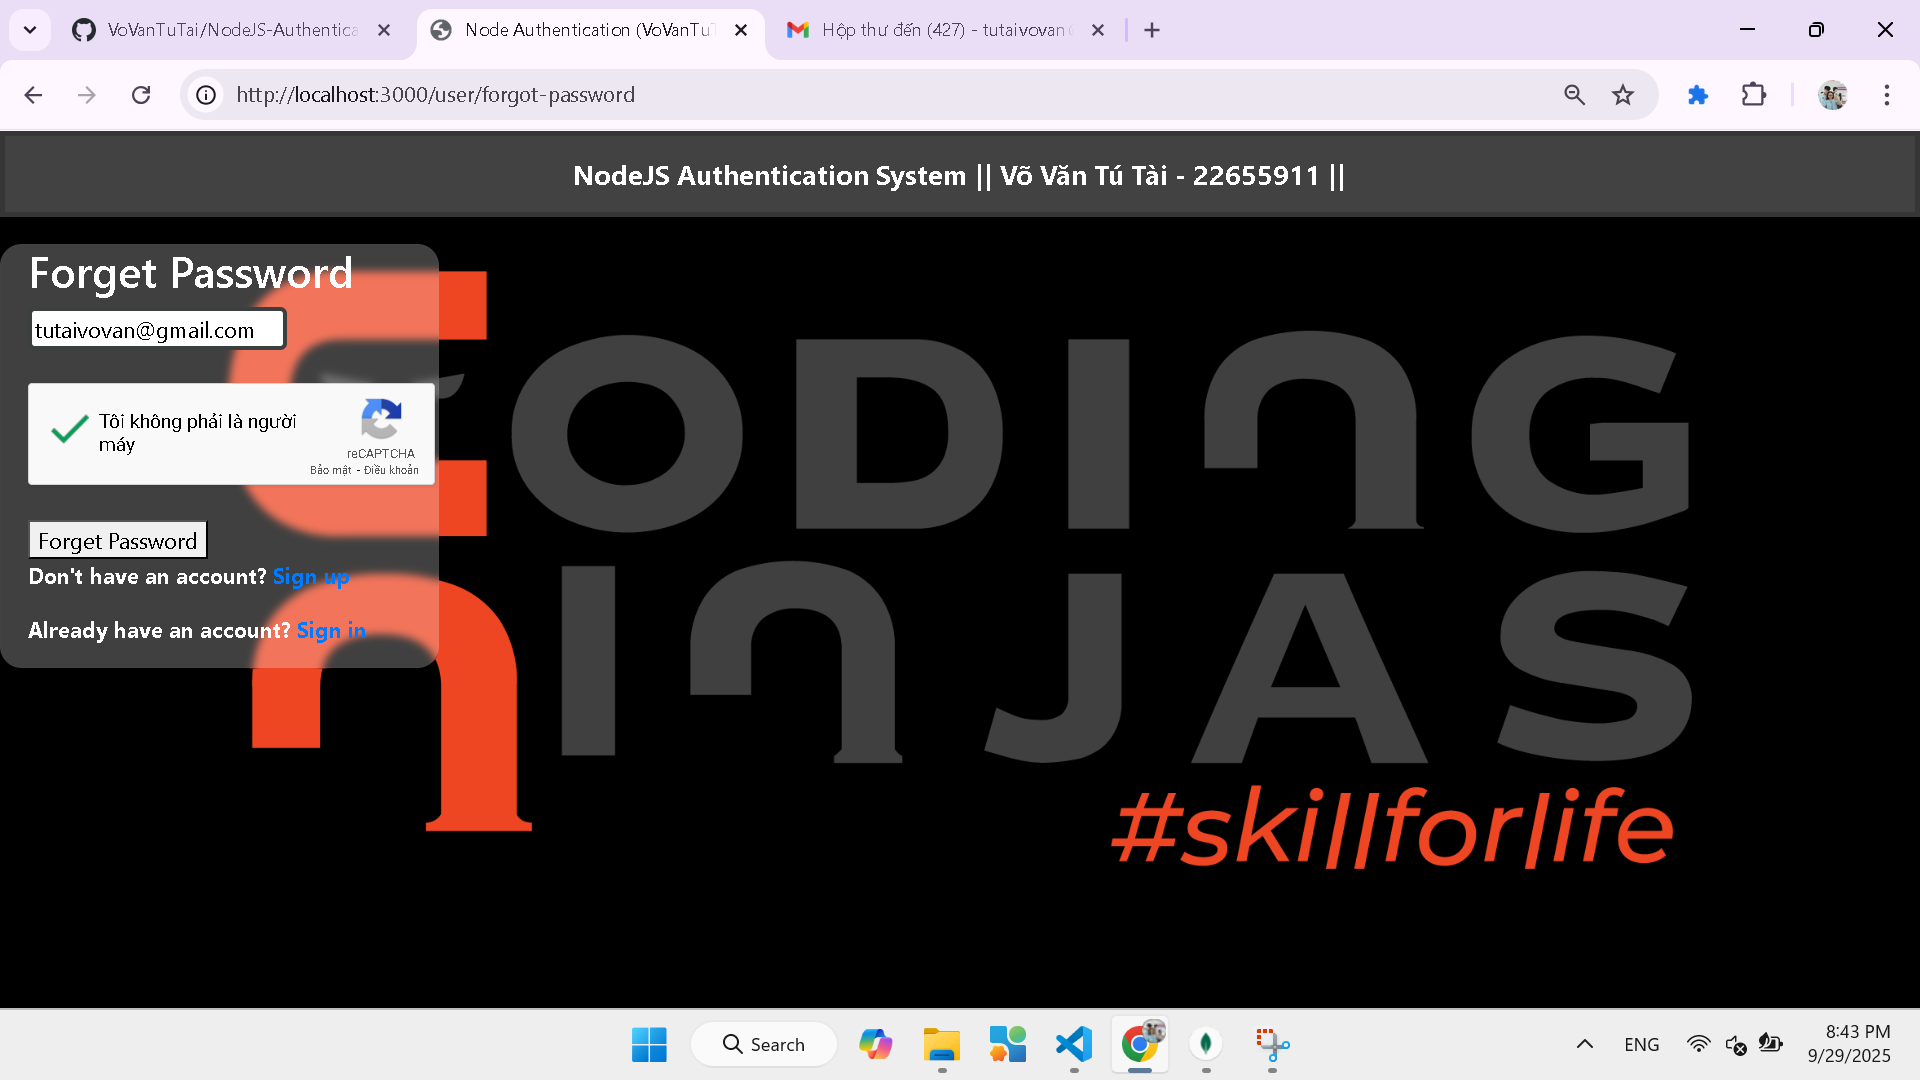 VoVanTuTai/NodeJS-Authentica
Node Authentication (VoVanTuT
Hộp thư đến (427) - tutaivovan
http://localhost:3000/user/forgot-password
NodeJS Authentication System || Võ Văn Tú Tài - 22655911 ||
Forget Password
tutaivovan@gmail.com
Tôi không phải là người
máy
reCAPTCHA
Bảo mật - Điều khoản
Forget Password
Don't have an account? Sign up
Already have an account? Sign in
CODING
NINJAS
#skillforlife
Search
ENG
8:43 PM
9/29/2025